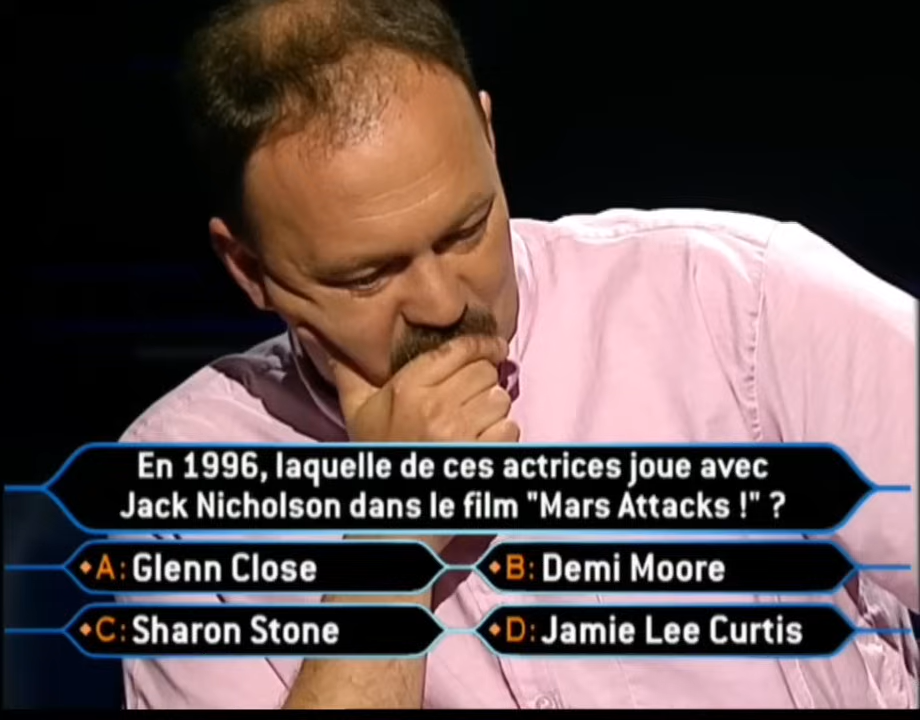 En 1996, laquelle de ces actrices joue avec
Jack Nicholson dans le film "Mars Attacks !" ?
A: Glenn Close
B: Demi Moore
C: Sharon Stone
D: Jamie Lee Curtis